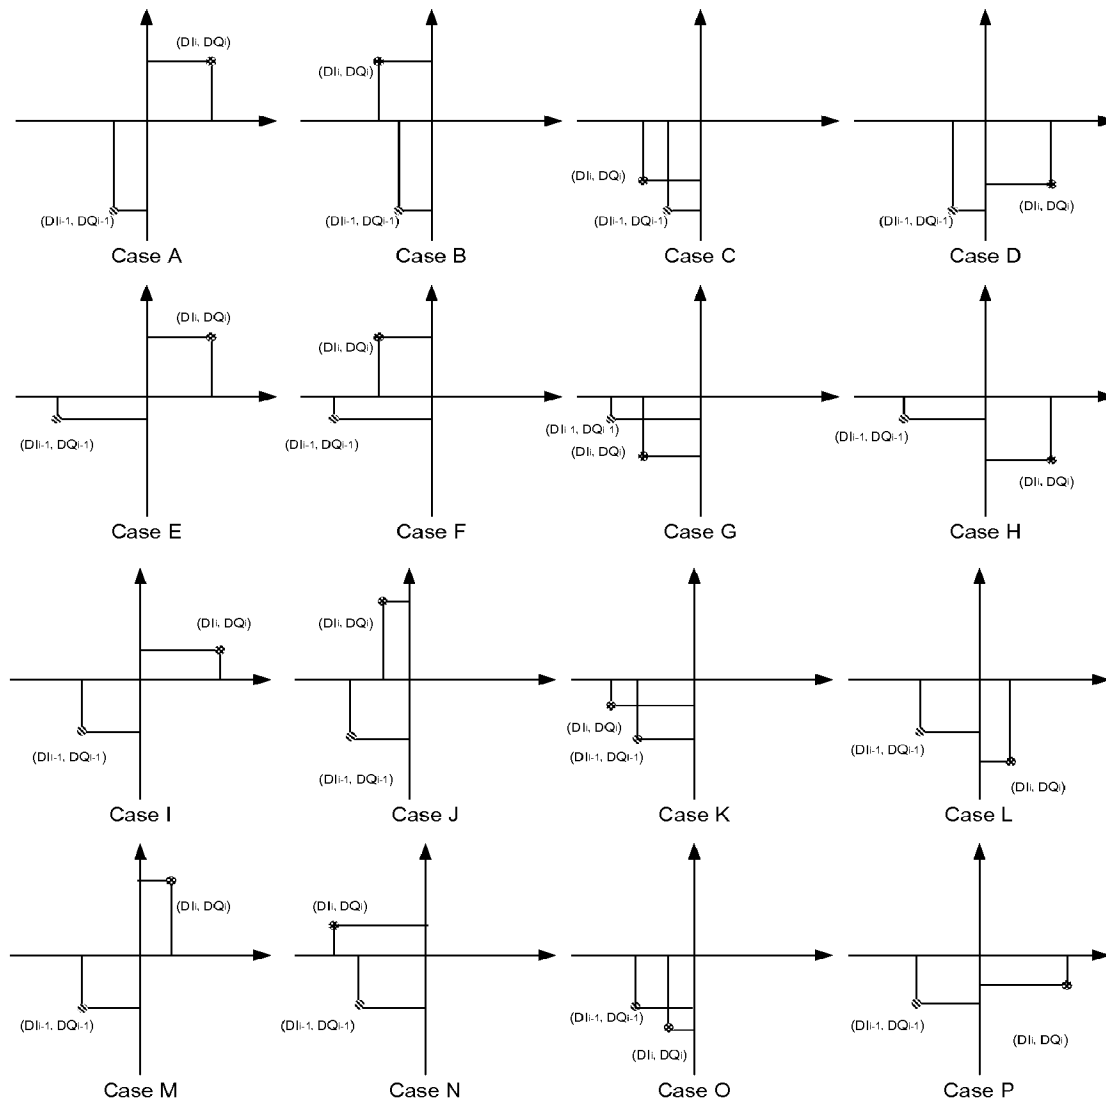 (DIi, DQi)
(DIi-1, DQi-1)
Case A
(DIi, DQi)
(DIi-1, DQi-1)
Case B
(DIi, DQi)
(DIi-1, DQi-1)
Case C
(DIi, DQi)
(DIi-1, DQi-1)
Case D
(DIi, DQi)
(DIi-1, DQi-1)
Case E
(DIi, DQi)
(DIi-1, DQi-1)
Case F
(DIi-1, DQi-1)
(DIi, DQi)
Case G
(DIi-1, DQi-1)
(DIi, DQi)
Case H
(DIi, DQi)
(DIi-1, DQi-1)
Case I
(DIi, DQi)
(DIi-1, DQi-1)
Case J
(DIi, DQi)
(DIi-1, DQi-1)
Case K
(DIi-1, DQi-1)
(DIi, DQi)
Case L
(DIi, DQi)
(DIi-1, DQi-1)
Case M
(DIi, DQi)
(DIi-1, DQi-1)
Case N
(DIi-1, DQi-1)
(DIi, DQi)
Case O
(DIi-1, DQi-1)
(DIi, DQi)
Case P